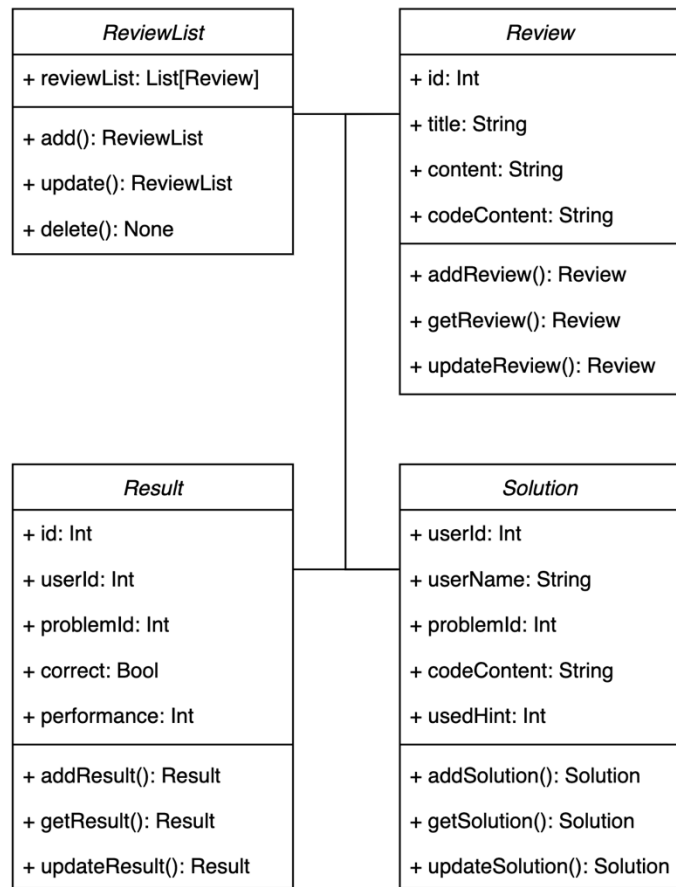 ReviewList
+ reviewList: List[Review]
+ add(): ReviewList
+ update(): ReviewList
+ delete(): None
Review
+ id: Int
+ title: String
+ content: String
+ codeContent: String
+ addReview(): Review
+ getReview(): Review
+ updateReview(): Review
Result
+ id: Int
+ userId: Int
+ problemId: Int
+ correct: Bool
+ performance: Int
+ addResult(): Result
+ getResult(): Result
+ updateResult(): Result
Solution
+ userId: Int
+ userName: String
+ problemId: Int
+ codeContent: String
+ usedHint: Int
+ addSolution(): Solution
+ getSolution(): Solution
+ updateSolution(): Solution